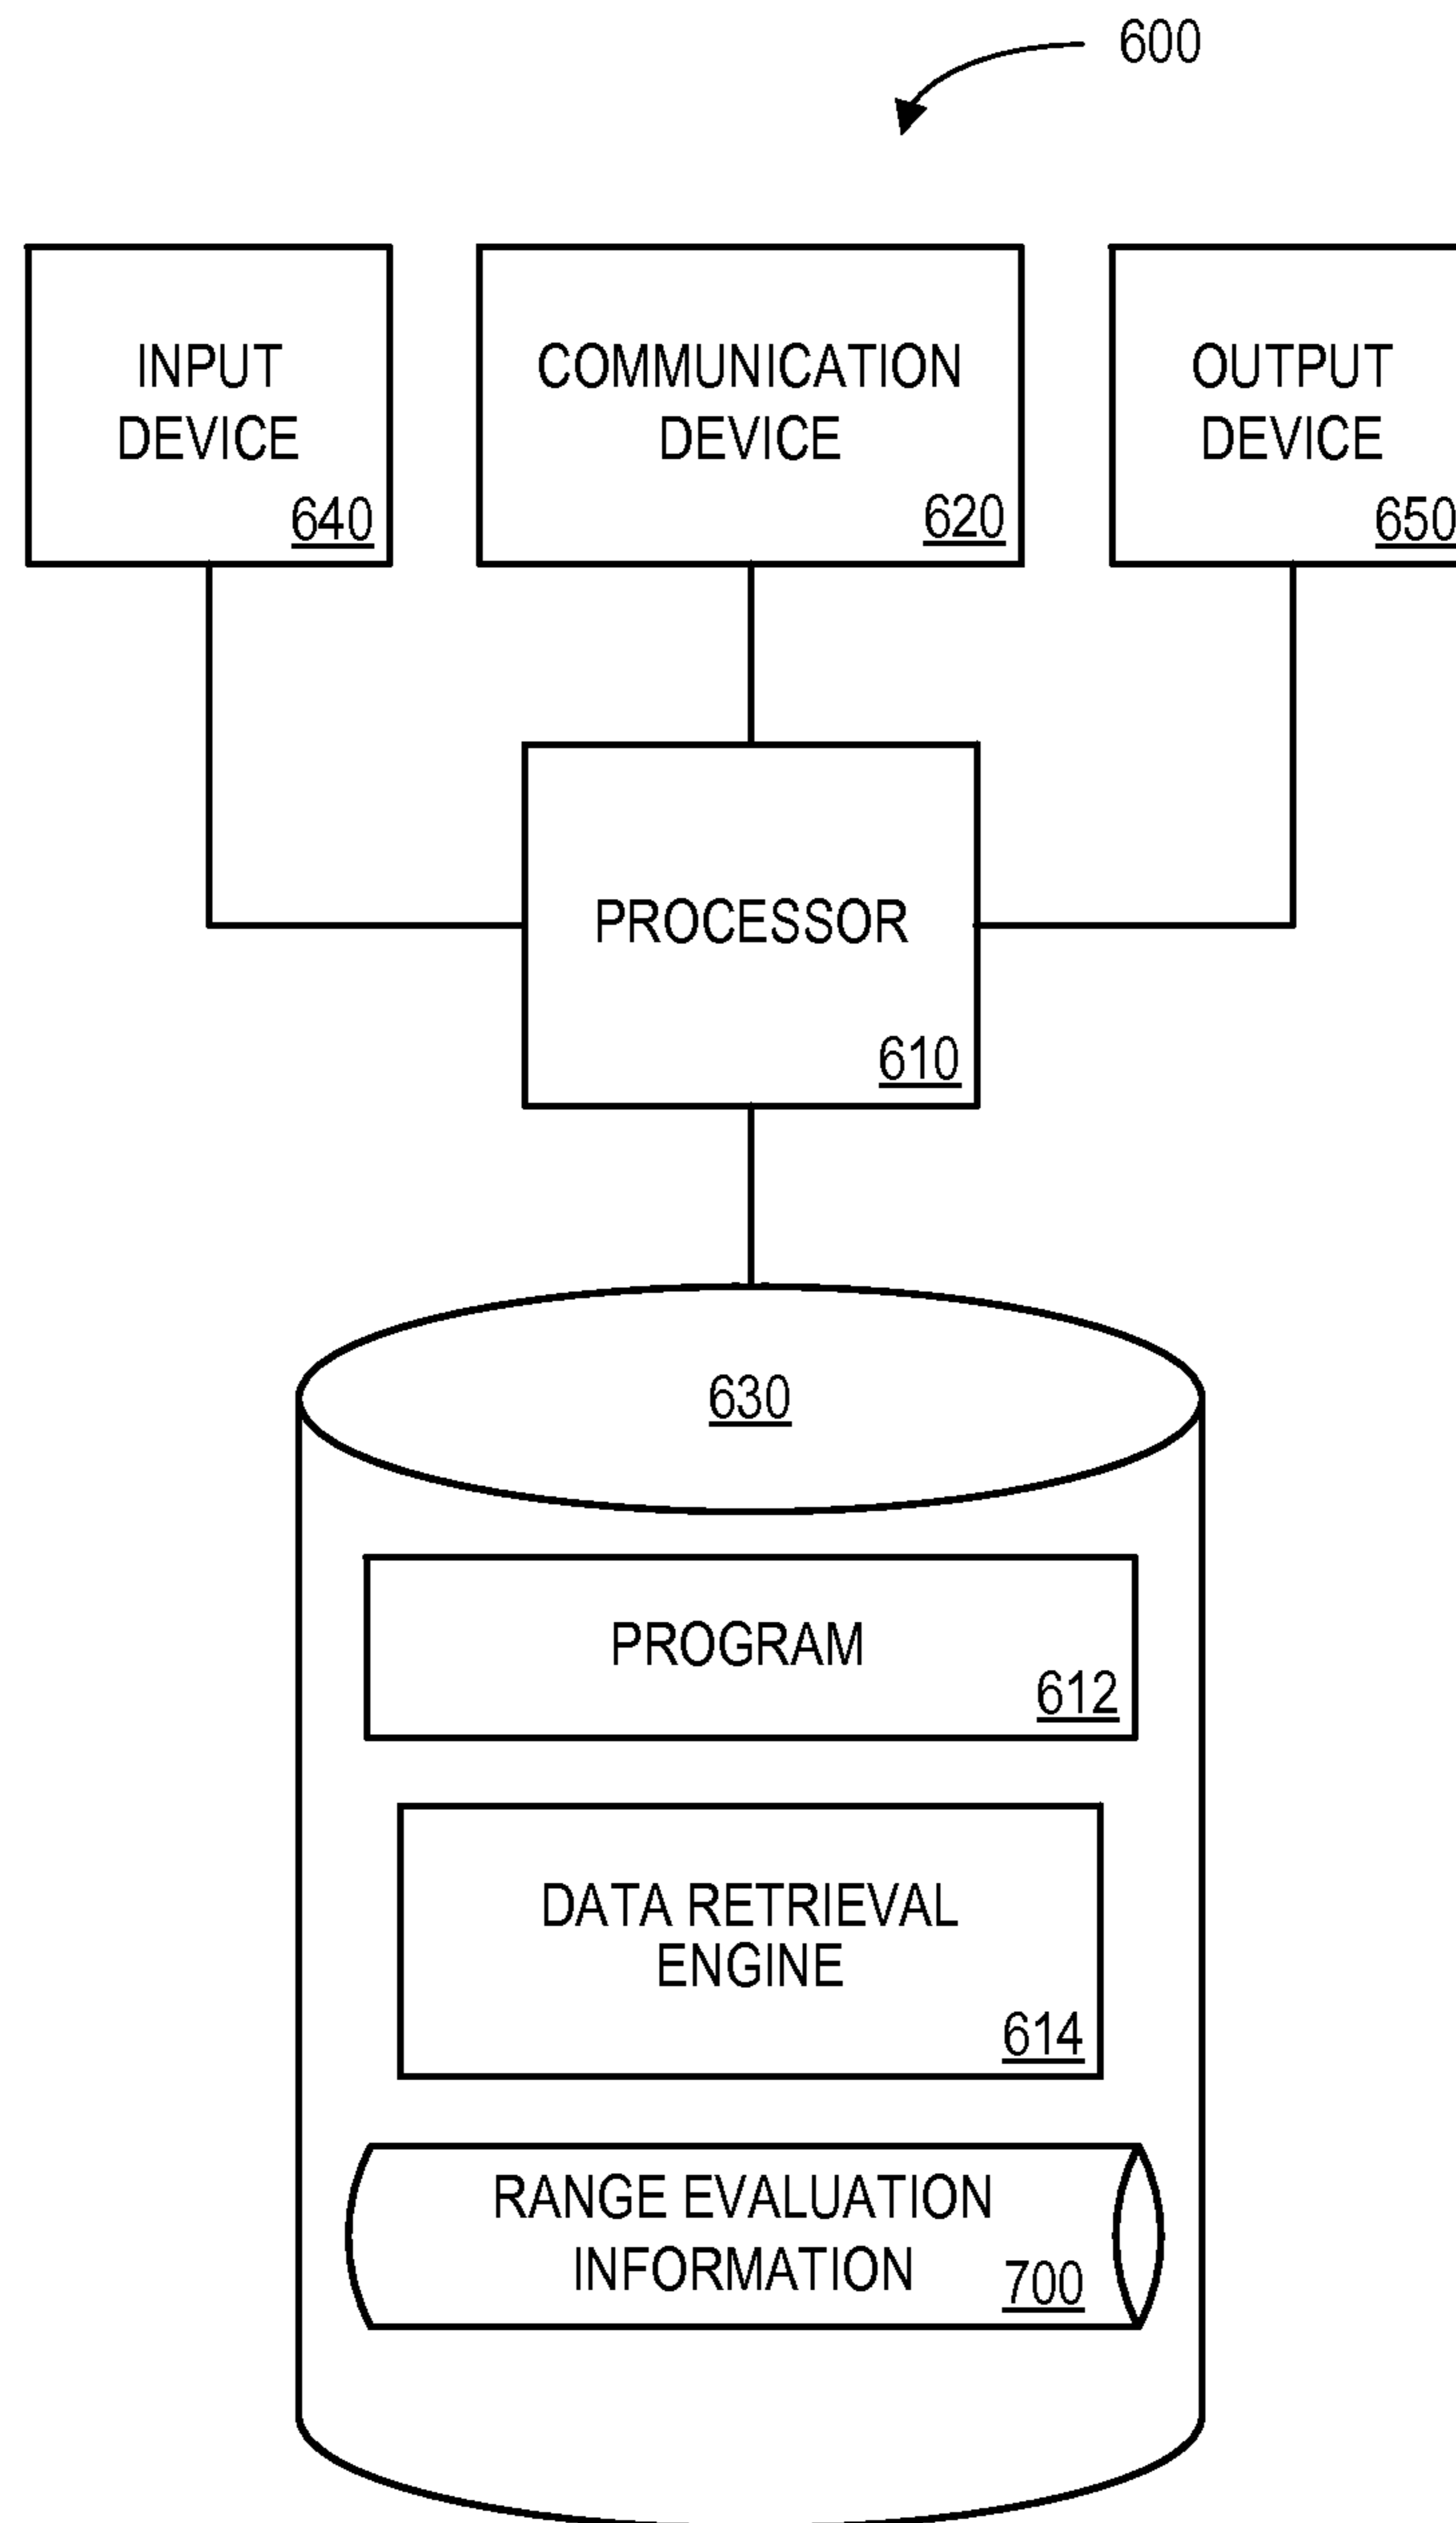 600
INPUT
DEVICE
640
COMMUNICATION
DEVICE
620
OUTPUT
DEVICE
650
PROCESSOR
610
630
PROGRAM
612
DATA RETRIEVAL
ENGINE
614
RANGE EVALUATION
INFORMATION
700